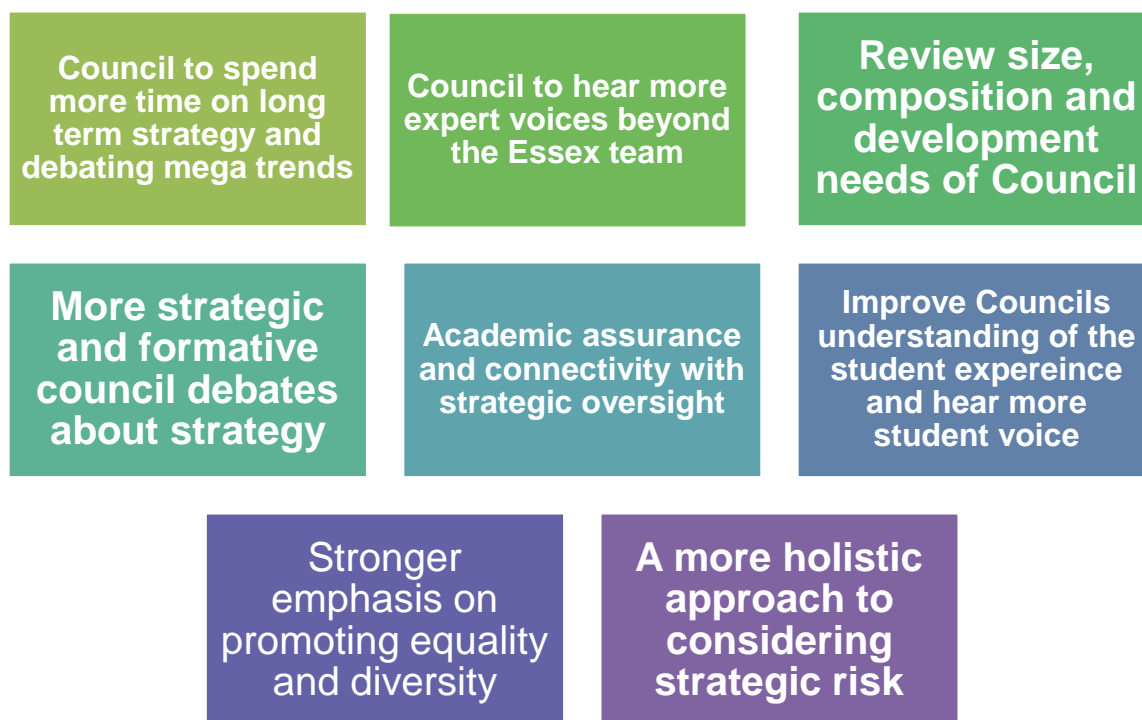 Council to spend
more time on long
term strategy and
debating mega trends
Council to hear more
expert voices beyond
the Essex team
Review size,
composition and
development
needs of Council
More strategic
and formative
council debates
about strategy
Academic assurance
and connectivity with
strategic oversight
Improve Councils
understanding of the
student expereince
and hear more
student voice
Stronger
emphasis on
promoting equality
and diversity
A more holistic
approach to
considering
strategic risk